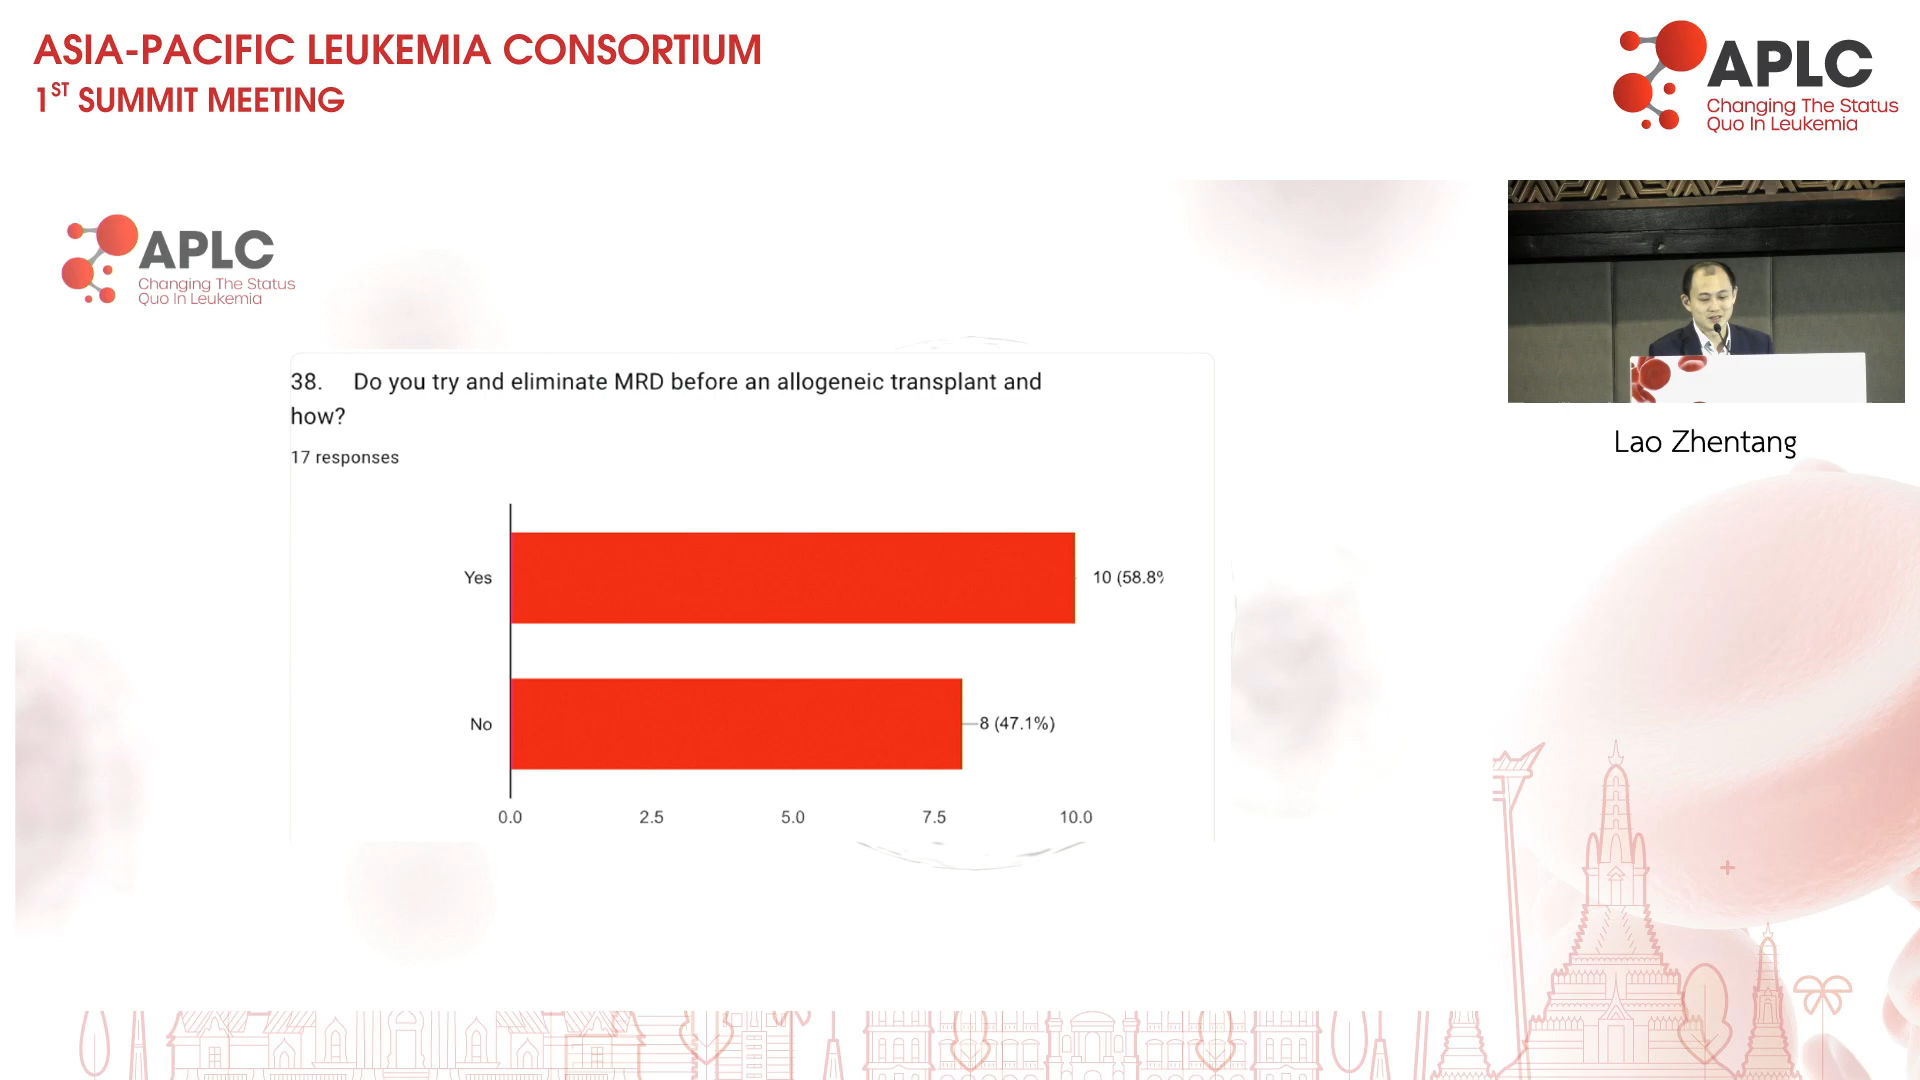 ASIA-PACIFIC LEUKEMIA CONSORTIUM
1ST SUMMIT MEETING
APLC
Changing The Status
Quo In Leukemia
APLC
Changing The Status
Quo In Leukemia
Lao Zhentang
38. Do you try and eliminate MRD before an allogeneic transplant and
how?
17 responses
Yes
10 (58.8%
No
8 (47.1%)
0.0 2.5 5.0 7.5 10.0